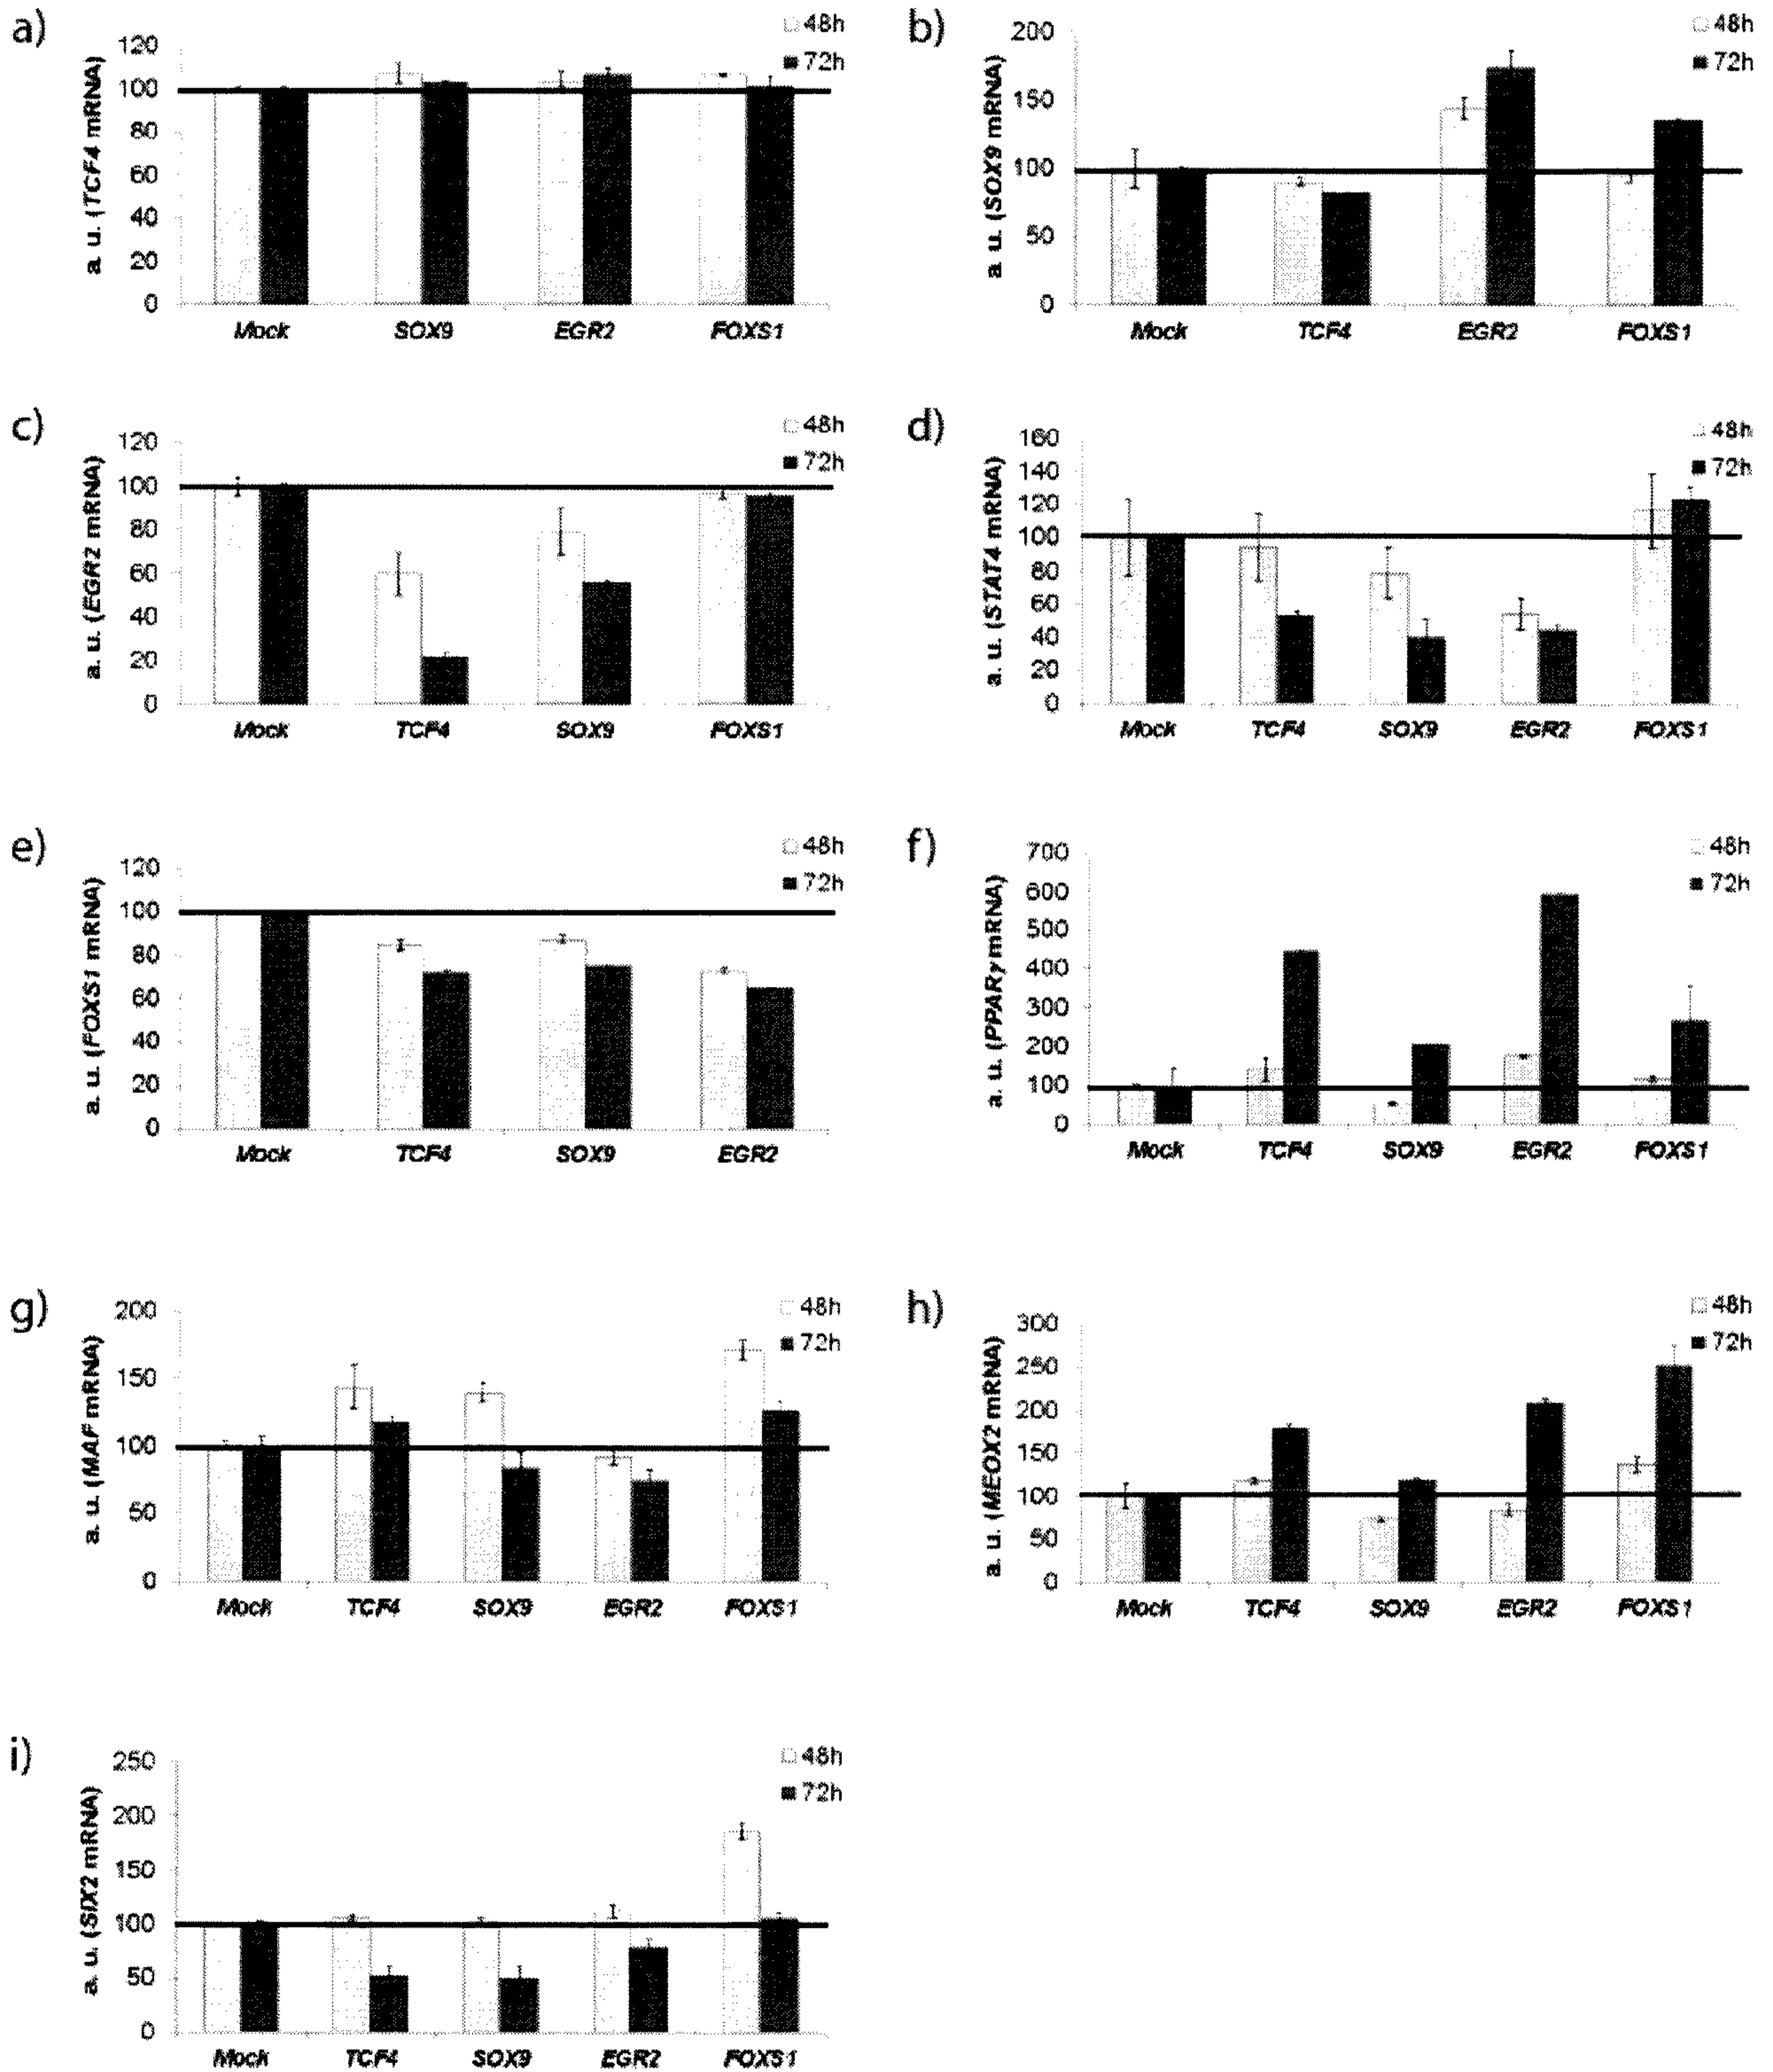 a)
a. u. (TCF4 mRNA)
120
100
80
60
40
20
0
48h
72h
Mock SOX9 EGR2 FOXS1
b)
a. u. (SOX9 mRNA)
200
150
100
50
0
48h
72h
Mock TCF4 EGR2 FOXS1
c)
a. u. (EGR2 mRNA)
120
100
80
60
40
20
0
48h
72h
Mock TCF4 SOX9 FOXS1
d)
a. u. (STAT4 mRNA)
160
140
120
100
80
60
40
20
0
48h
72h
Mock TCF4 SOX9 EGR2 FOXS1
e)
a. u. (FOXS1 mRNA)
120
100
80
60
40
20
0
48h
72h
Mock TCF4 SOX9 EGR2
f)
a. u. (PPARγ mRNA)
700
600
500
400
300
200
100
0
48h
72h
Mock TCF4 SOX9 EGR2 FOXS1
g)
a. u. (MAF mRNA)
200
150
100
50
0
48h
72h
Mock TCF4 SOX9 EGR2 FOXS1
h)
a. u. (MEOX2 mRNA)
300
250
200
150
100
50
0
48h
72h
Mock TCF4 SOX9 EGR2 FOXS1
i)
a. u. (SIX2 mRNA)
250
200
150
100
50
0
48h
72h
Mock TCF4 SOX9 EGR2 FOXS1